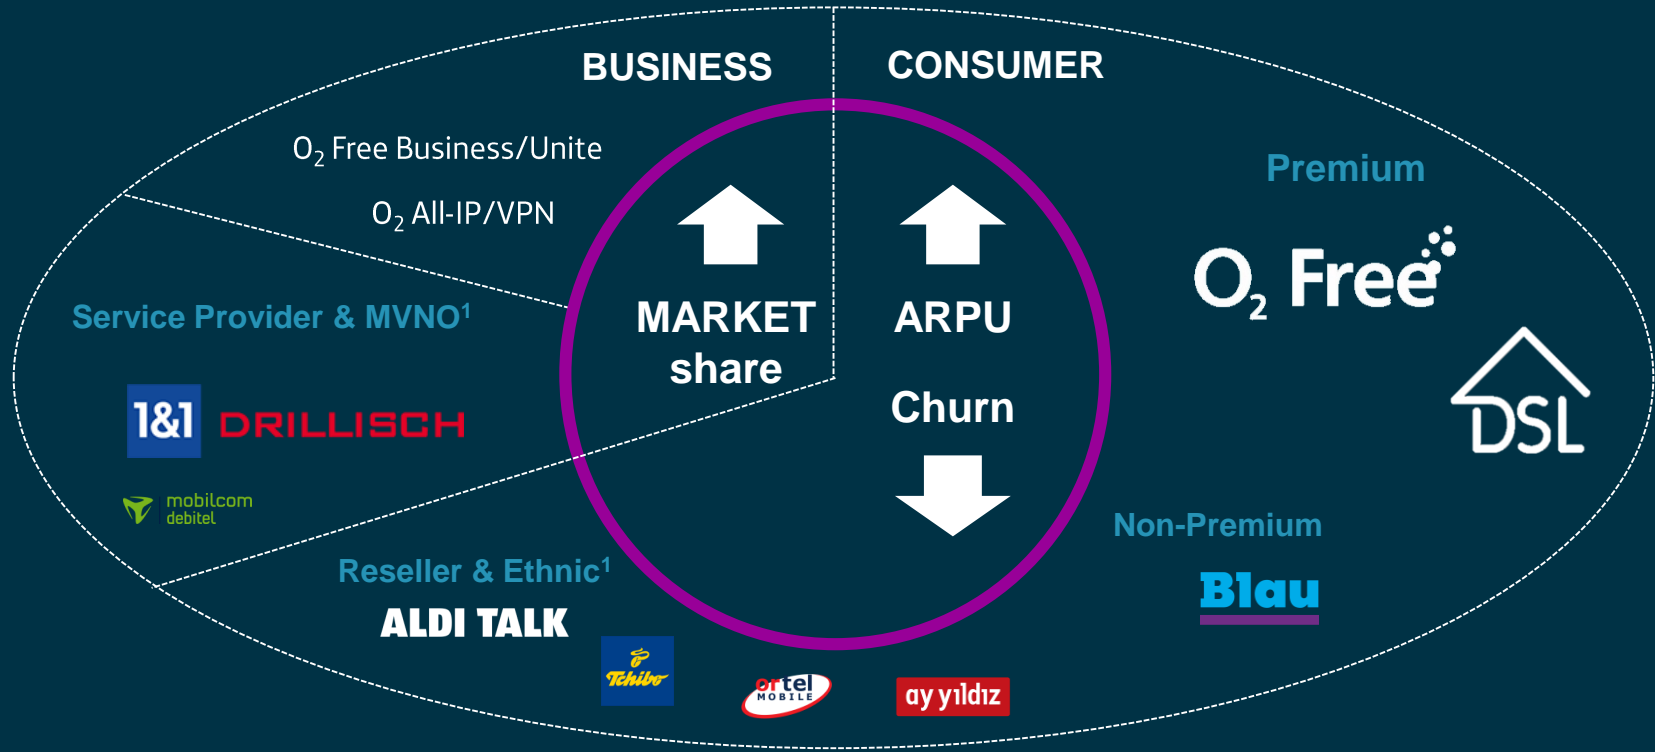 BUSINESS
CONSUMER
O₂ Free Business/Unite
O₂ All-IP/VPN
Service Provider & MVNO¹
1&1 DRILLISCH
mobilcom
debitel
MARKET
share
ARPU
Churn
Premium
O₂ Free
DSL
Non-Premium
Blau
Reseller & Ethnic¹
ALDI TALK
Tchibo
ortel
MOBILE
ay yıldız